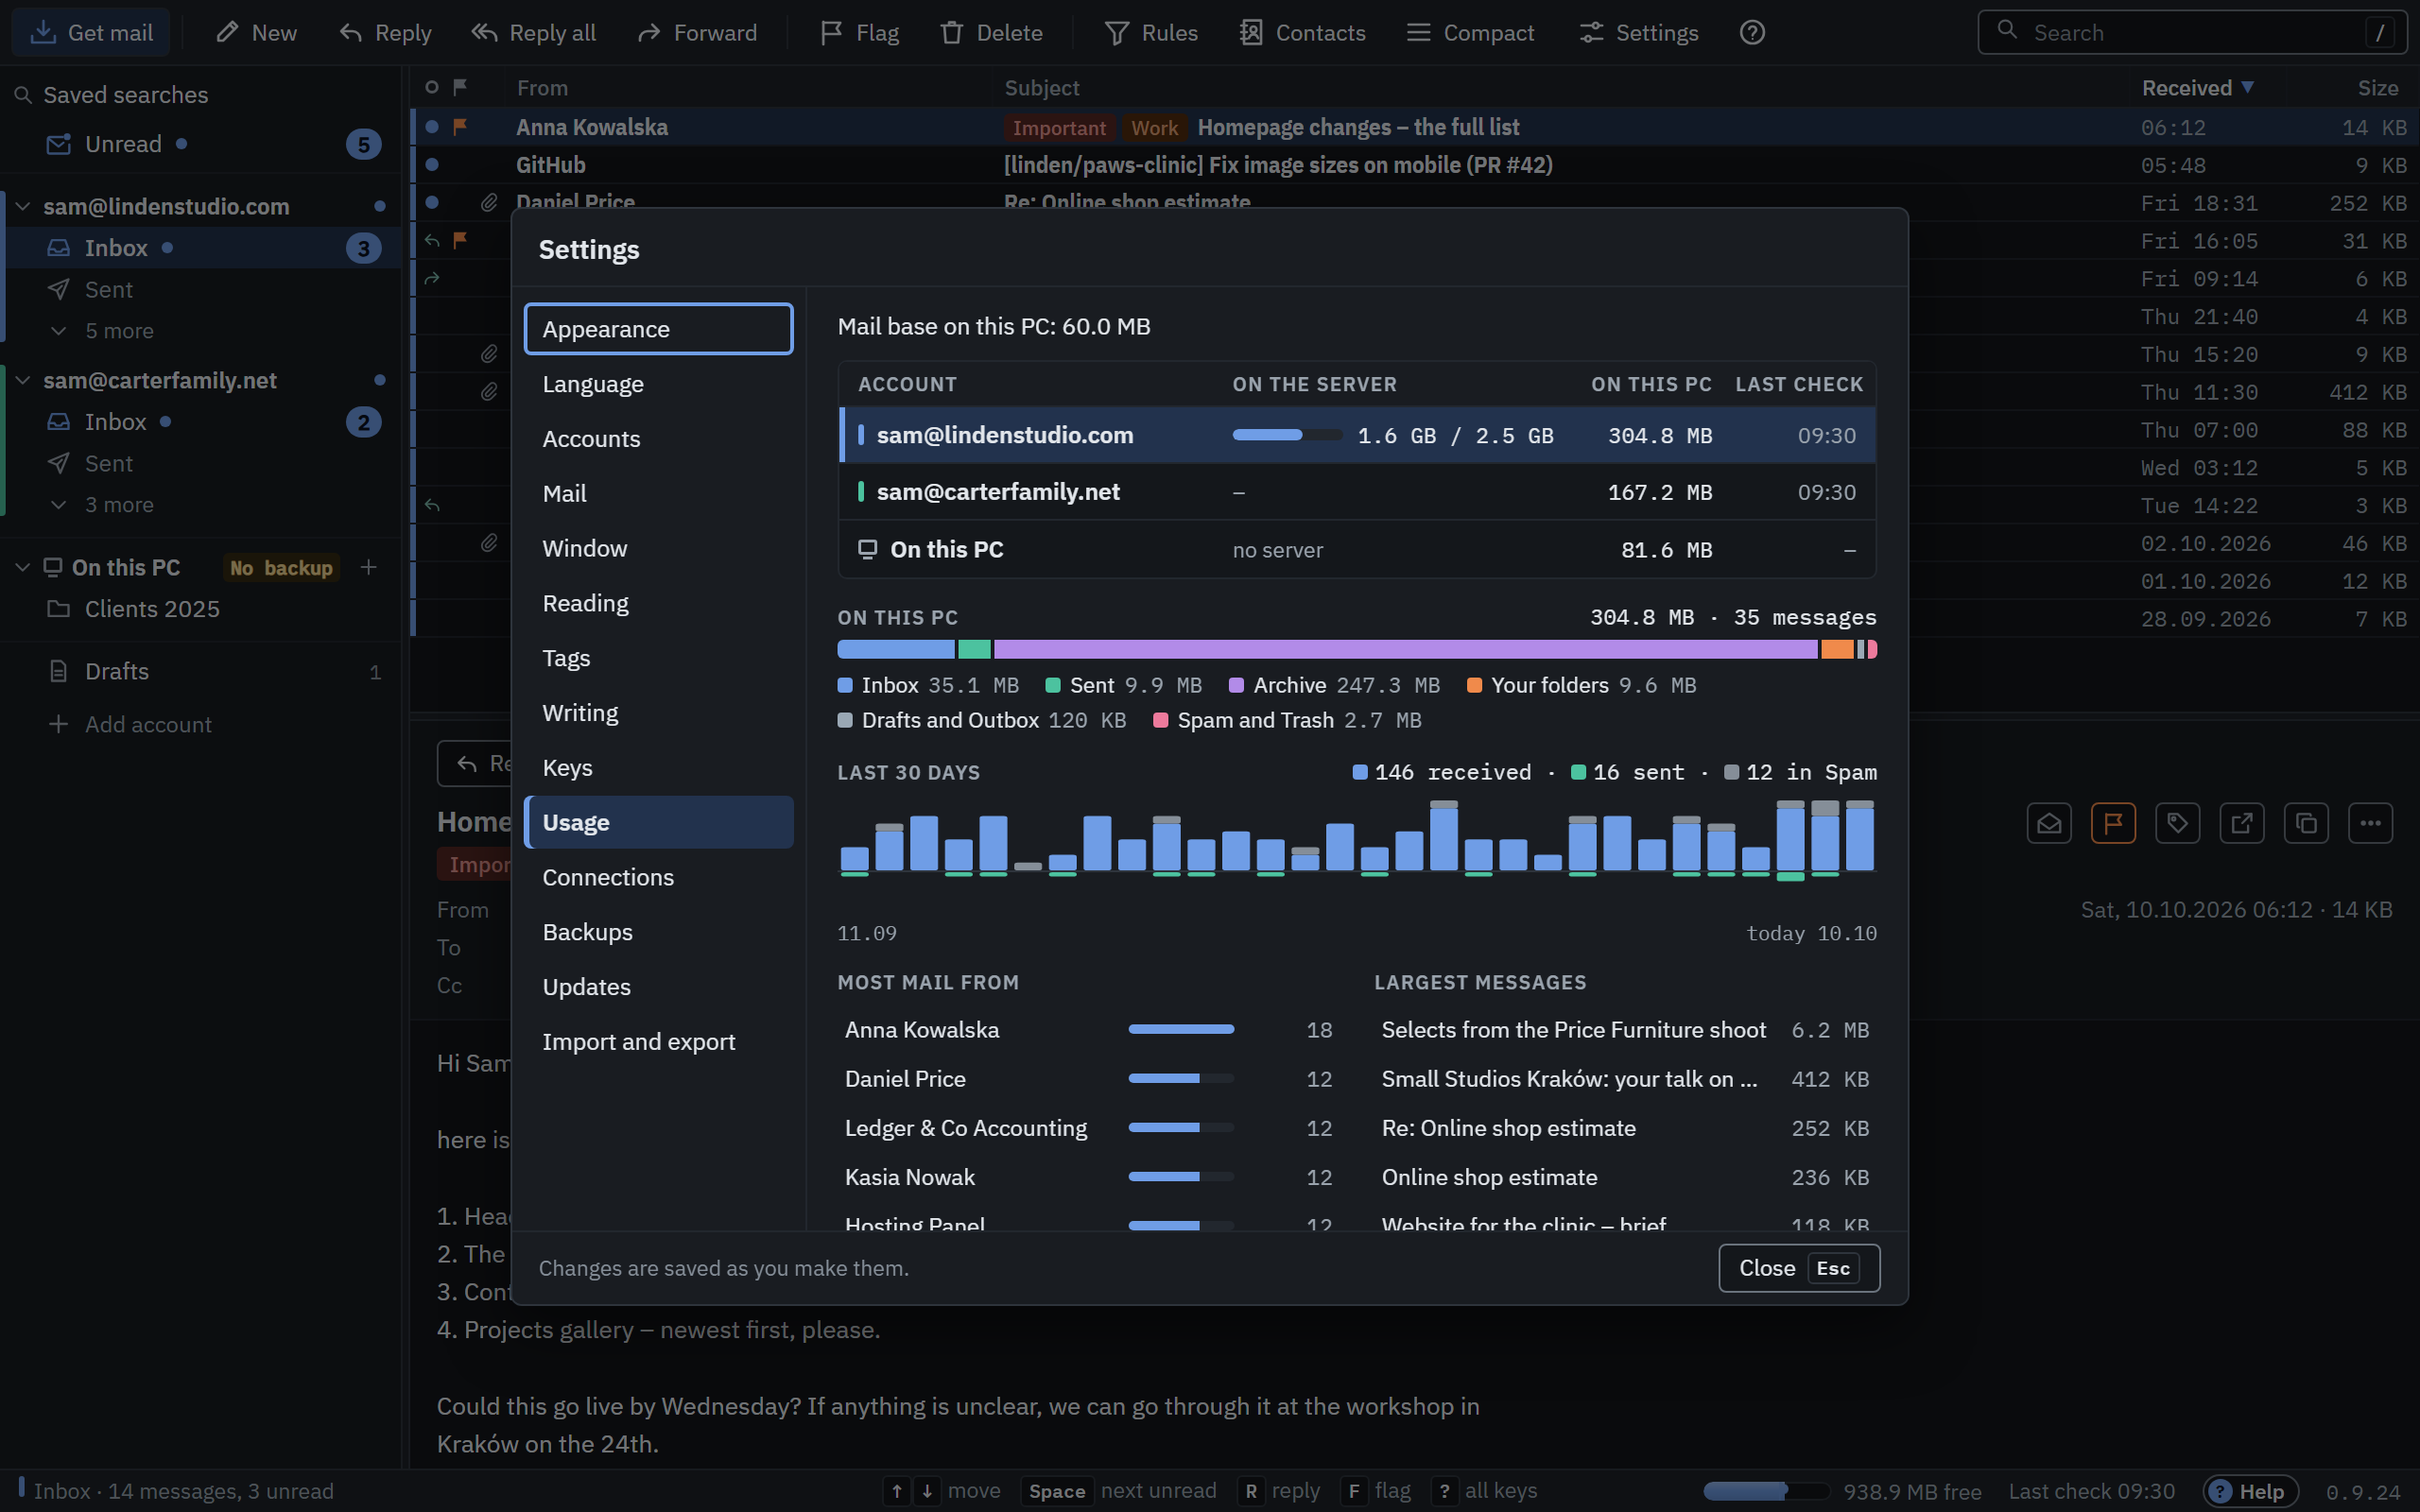 Get mail New Reply Reply all Forward Flag Delete Rules Contacts Compact Settings ? Search /
Saved searches
Unread 5
sam@lindenstudio.com
Inbox 3
Sent
5 more
sam@carterfamily.net
Inbox 2
Sent
3 more
On this PC No backup
Clients 2025
Drafts 1
Add account
From Subject Received Size
Anna Kowalska Important Work Homepage changes – the full list 06:12 14 KB
GitHub [linden/paws-clinic] Fix image sizes on mobile (PR #42) 05:48 9 KB
Daniel Price Re: Online shop estimate Fri 18:31 252 KB
Fri 16:05 31 KB
Fri 09:14 6 KB
Thu 21:40 4 KB
Thu 15:20 9 KB
Thu 11:30 412 KB
Thu 07:00 88 KB
Wed 03:12 5 KB
Tue 14:22 3 KB
02.10.2026 46 KB
01.10.2026 12 KB
28.09.2026 7 KB
Settings
Appearance
Language
Accounts
Mail
Window
Reading
Tags
Writing
Keys
Usage
Connections
Backups
Updates
Import and export
Mail base on this PC: 60.0 MB
ACCOUNT ON THE SERVER ON THIS PC LAST CHECK
sam@lindenstudio.com 1.6 GB / 2.5 GB 304.8 MB 09:30
sam@carterfamily.net – 167.2 MB 09:30
On this PC no server 81.6 MB –
ON THIS PC 304.8 MB · 35 messages
Inbox 35.1 MB Sent 9.9 MB Archive 247.3 MB Your folders 9.6 MB
Drafts and Outbox 120 KB Spam and Trash 2.7 MB
LAST 30 DAYS 146 received · 16 sent · 12 in Spam
11.09 today 10.10
MOST MAIL FROM
Anna Kowalska 18
Daniel Price 12
Ledger & Co Accounting 12
Kasia Nowak 12
Hosting Panel 12
LARGEST MESSAGES
Selects from the Price Furniture shoot 6.2 MB
Small Studios Kraków: your talk on ... 412 KB
Re: Online shop estimate 252 KB
Online shop estimate 236 KB
Website for the clinic – brief 118 KB
Changes are saved as you make them. Close Esc
Sat, 10.10.2026 06:12 · 14 KB
From
To
Cc
Hi Sam
here is
1.
2. The
3.
4. Projects gallery – newest first, please.
Could this go live by Wednesday? If anything is unclear, we can go through it at the workshop in
Kraków on the 24th.
Inbox · 14 messages, 3 unread ↑ ↓ move Space next unread R reply F flag ? all keys 938.9 MB free Last check 09:30 ? Help 0.9.24